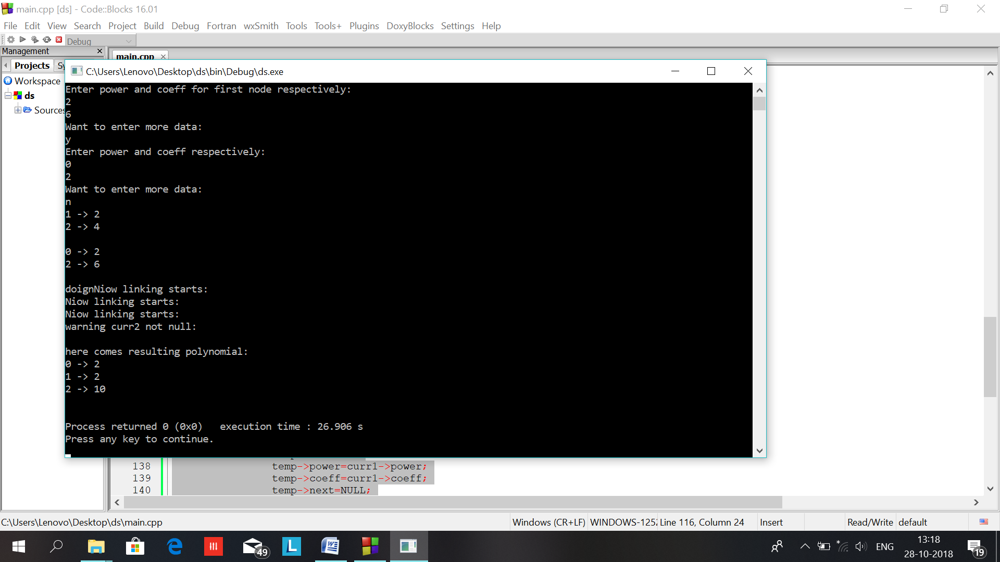 main.cpp [ds] - Code::Blocks 16.01
File Edit View Search Project Build Debug Fortran wxSmith Tools Tools+ Plugins DoxyBlocks Settings Help
Debug
Management
main.cpp
Projects Sy
Workspace
ds
Sources
C:\Users\Lenovo\Desktop\ds\bin\Debug\ds.exe
Enter power and coeff for first node respectively:
2
6
Want to enter more data:
y
Enter power and coeff respectively:
0
2
Want to enter more data:
n
1 -> 2
2 -> 4
0 -> 2
2 -> 6
doignNiow linking starts:
Niow linking starts:
Niow linking starts:
warning curr2 not null:
here comes resulting polynomial:
0 -> 2
1 -> 2
2 -> 10
Process returned 0 (0x0)   execution time : 26.906 s
Press any key to continue.
138 temp->power=curr1->power;
139 temp->coeff=curr1->coeff;
140 temp->next=NULL;
C:\Users\Lenovo\Desktop\ds\main.cpp Windows (CR+LF) WINDOWS-1252 Line 116, Column 24 Insert Read/Write default
49
ENG
13:18
28-10-2018
19